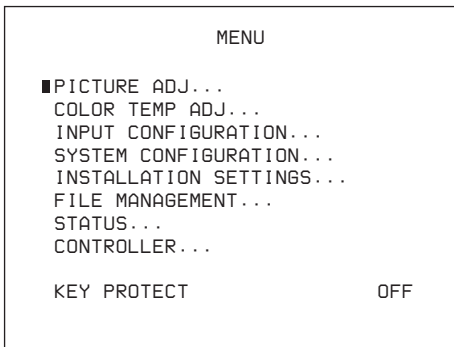 MENU
PICTURE ADJ...
COLOR TEMP ADJ...
INPUT CONFIGURATION...
SYSTEM CONFIGURATION...
INSTALLATION SETTINGS...
FILE MANAGEMENT...
STATUS...
CONTROLLER...
KEY PROTECT OFF